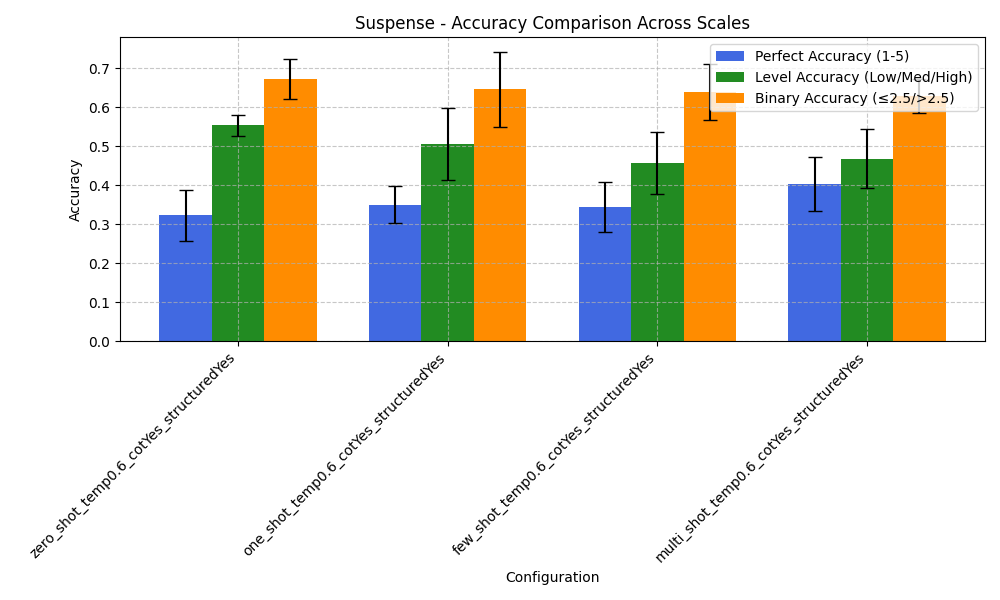 Suspense - Accuracy Comparison Across Scales
Perfect Accuracy (1-5)
Level Accuracy (Low/Med/High)
Binary Accuracy (≤2.5/>2.5)
Accuracy
0.7
0.6
0.5
0.4
0.3
0.2
0.1
0.0
zero_shot_temp0.6_cotYes_structuredYes
one_shot_temp0.6_cotYes_structuredYes
few_shot_temp0.6_cotYes_structuredYes
multi_shot_temp0.6_cotYes_structuredYes
Configuration